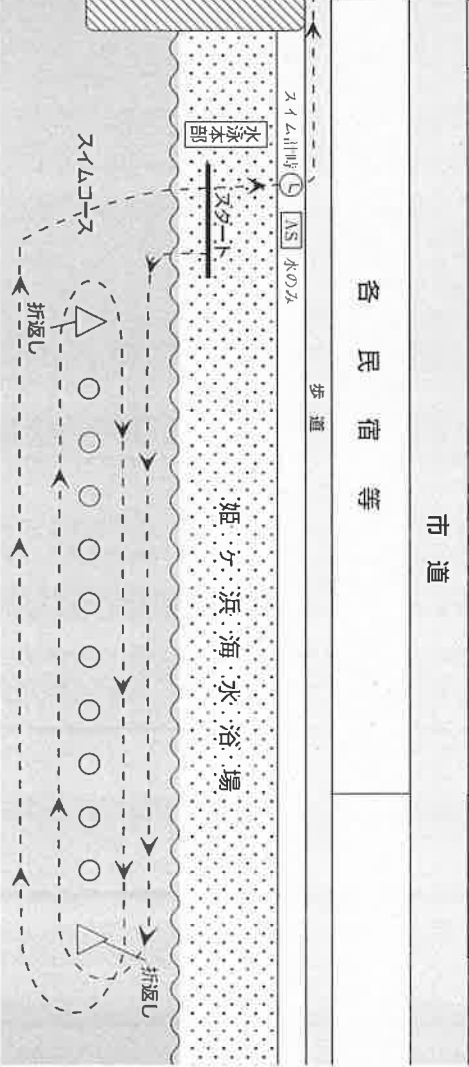 市道
各民宿等
歩道
スイム計時
AS
水のみ
水泳本部
スタート
姫ヶ浜海水浴場
スイムコース
折返し
折返し